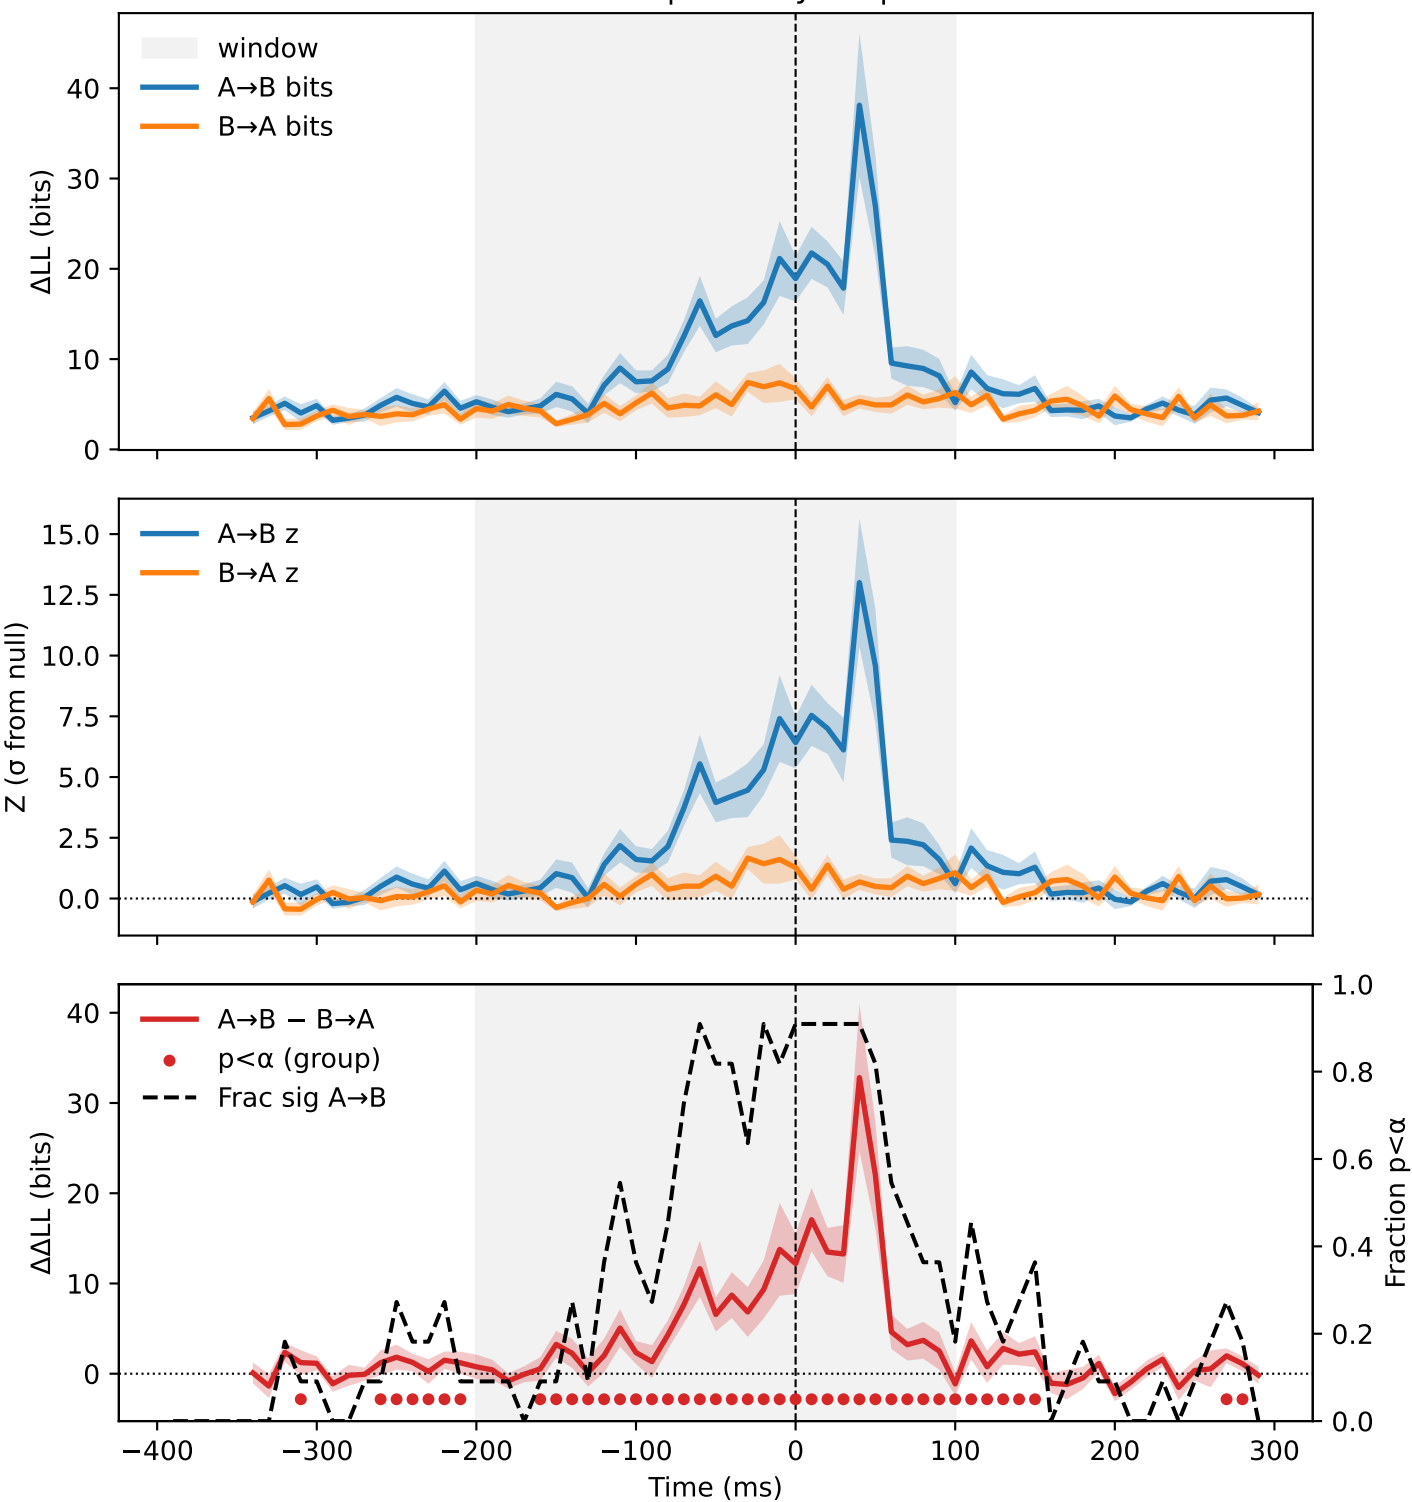 window
A→B bits
B→A bits
ΔLL (bits)
40
30
20
10
0
A→B z
B→A z
Z (σ from null)
15.0
12.5
10.0
7.5
5.0
2.5
0.0
A→B − B→A
p<α (group)
Frac sig A→B
ΔΔLL (bits)
40
30
20
10
0
1.0
0.8
0.6
0.4
0.2
0.0
Fraction p<α
−400 −300 −200 −100 0 100 200 300
Time (ms)